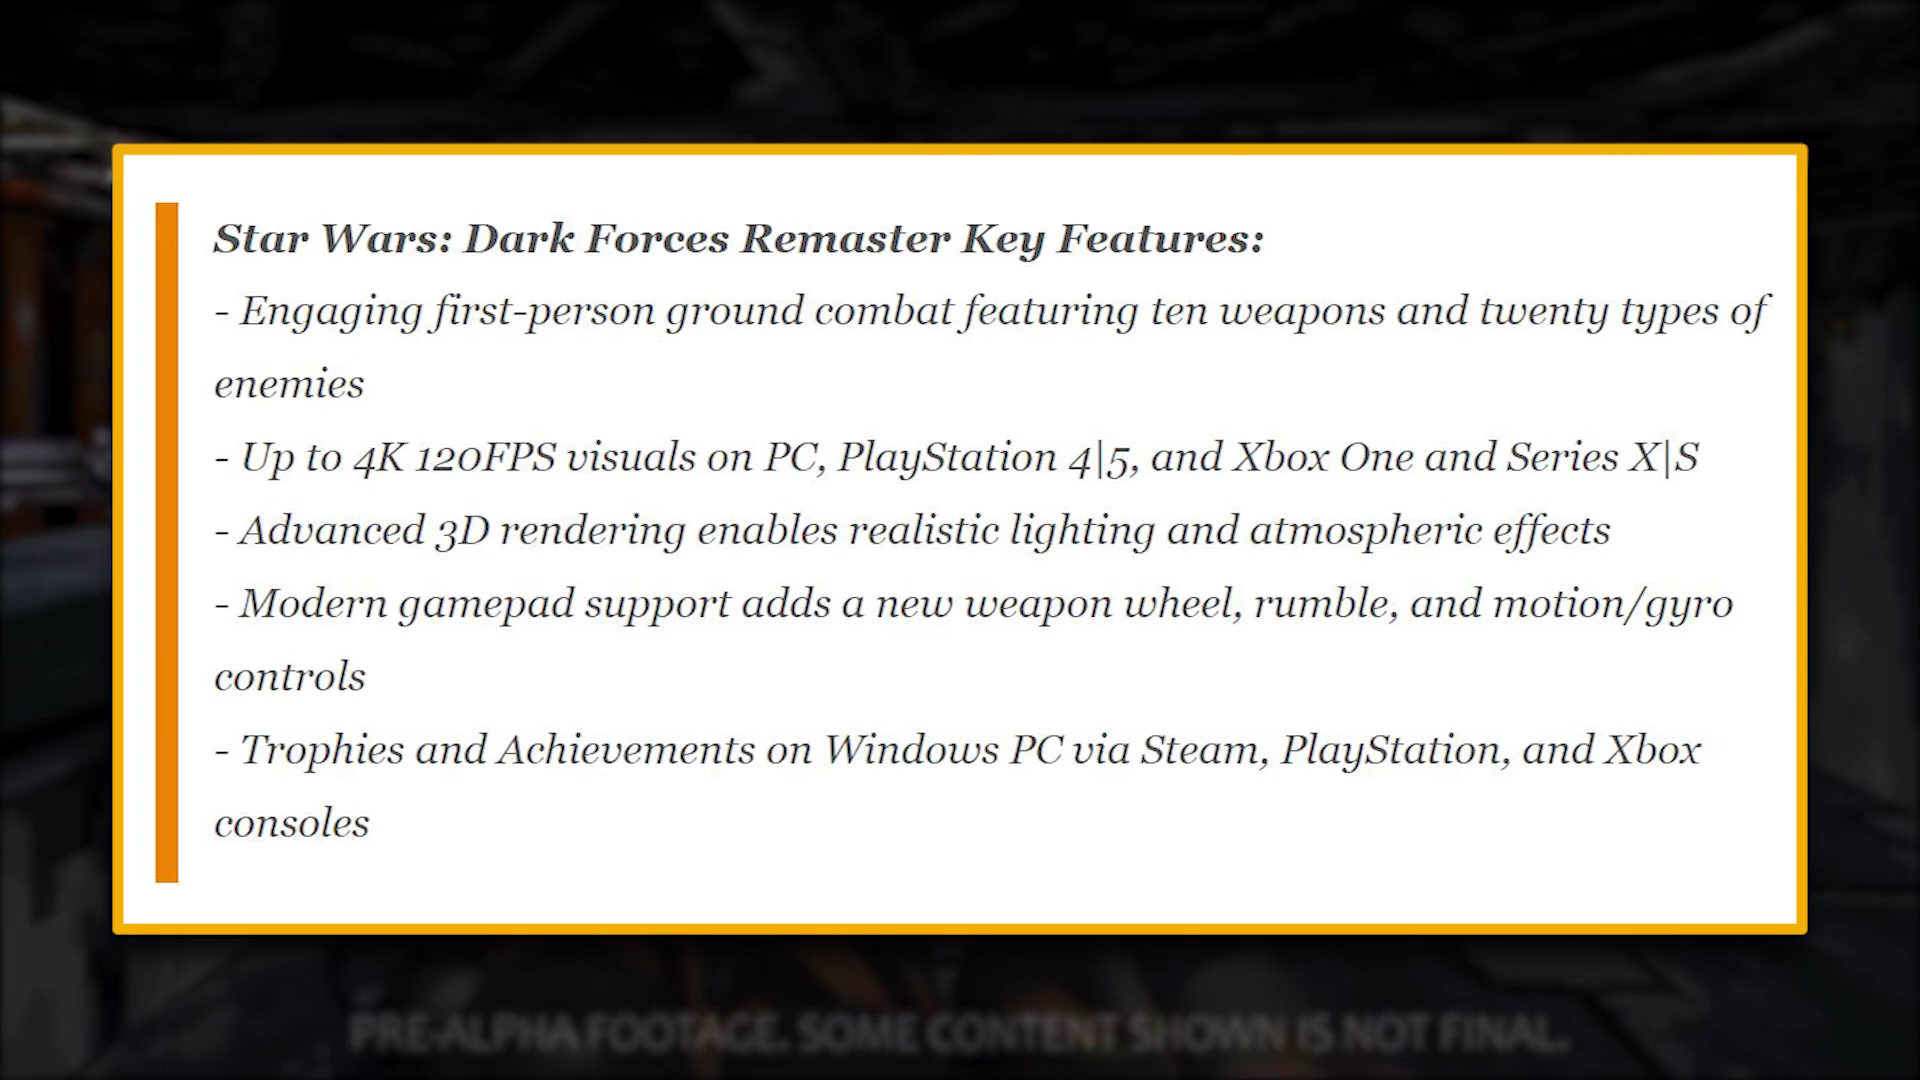 Star Wars: Dark Forces Remaster Key Features:
- Engaging first-person ground combat featuring ten weapons and twenty types of
enemies
- Up to 4K 120FPS visuals on PC, PlayStation 4|5, and Xbox One and Series X|S
- Advanced 3D rendering enables realistic lighting and atmospheric effects
- Modern gamepad support adds a new weapon wheel, rumble, and motion/gyro
controls
- Trophies and Achievements on Windows PC via Steam, PlayStation, and Xbox
consoles
PRE-ALPHA FOOTAGE. SOME CONTENT SHOWN IS NOT FINAL.